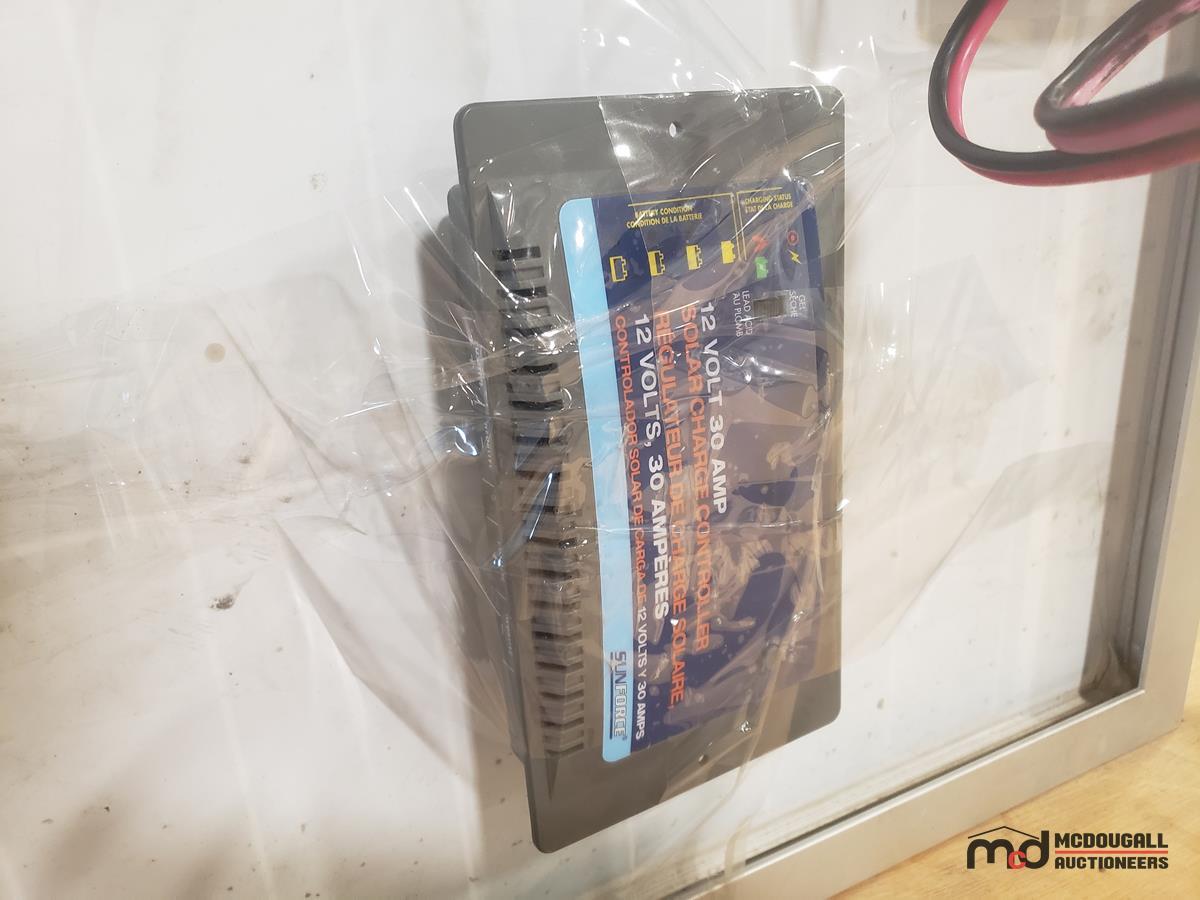 CHARGING STATUS
ÉTAT DE LA CHARGE
BATTERY CONDITION
CONDITION DE LA BATTERIE
GEL
SÈCHE
LEAD ACID
AU PLOMB
12 VOLT 30 AMP
SOLAR CHARGE CONTROLLER
RÉGULATEUR DE CHARGE SOLAIRE,
12 VOLTS, 30 AMPÈRES
CONTROLADOR SOLAR DE CARGA DE 12 VOLTS Y 30 AMPS
SUNFORCE®
mcd MCDOUGALL
AUCTIONEERS